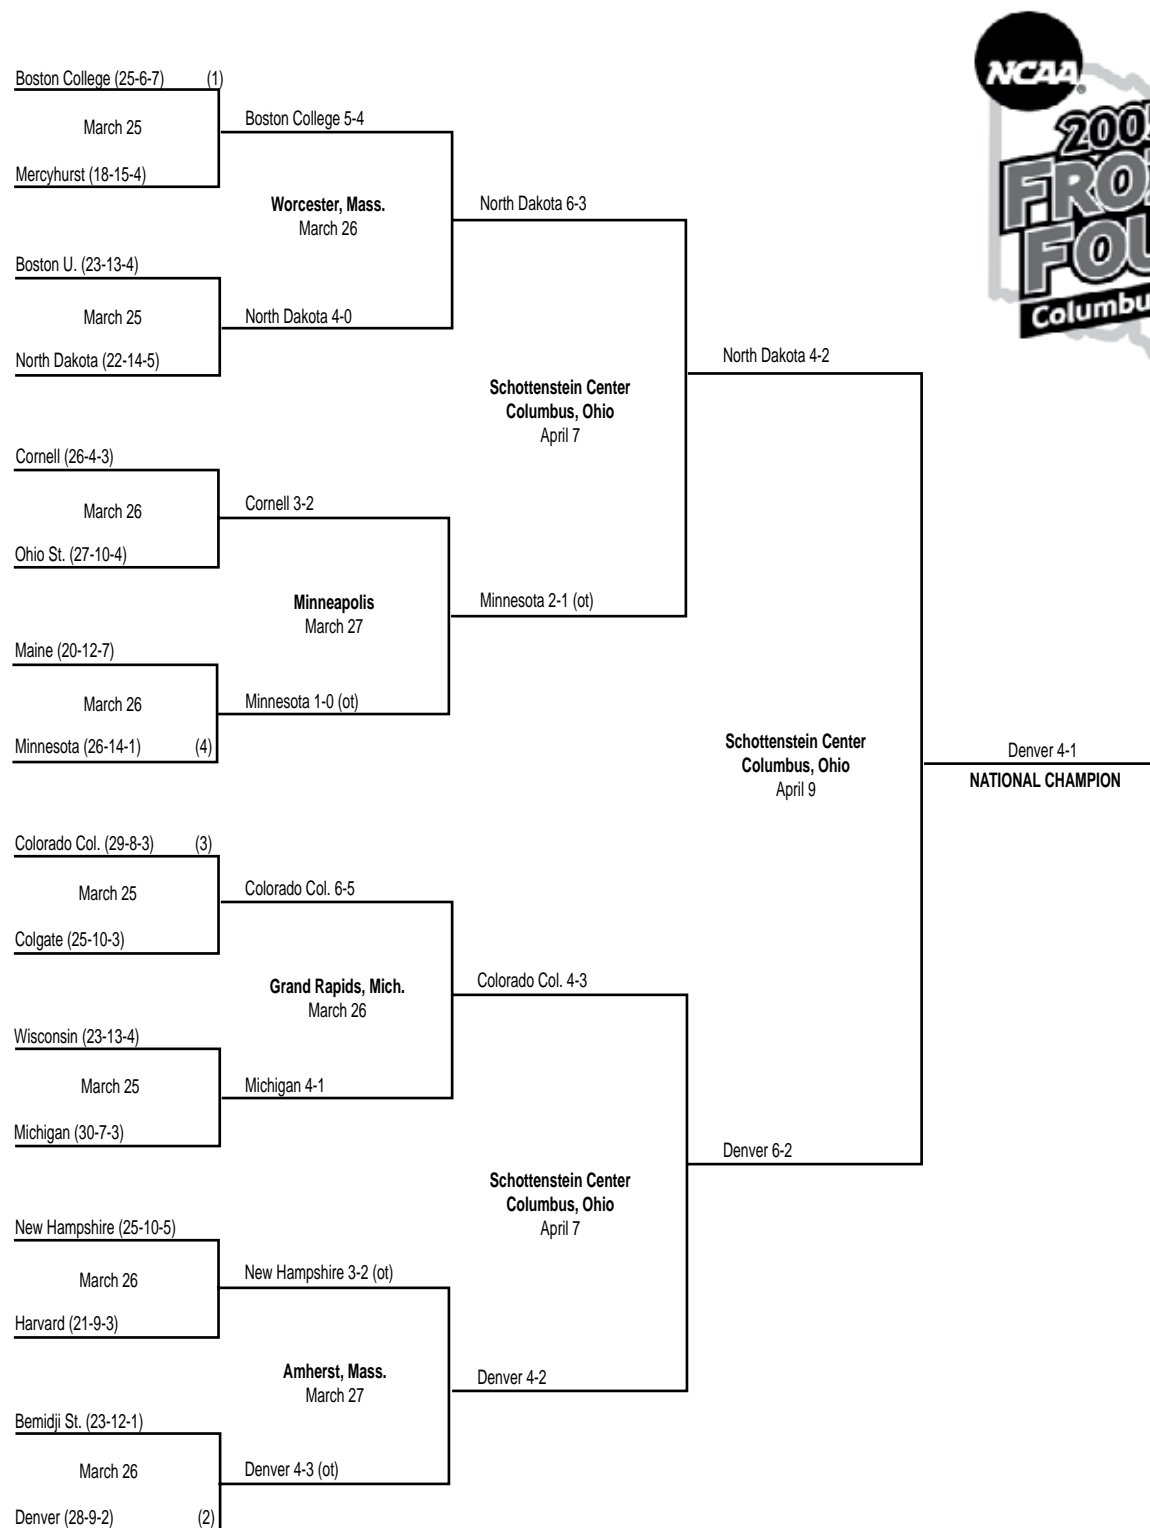 NCAA
®
200
FRO
FOU
Columbu
Boston College (25-6-7) (1)
March 25
Mercyhurst (18-15-4)
Boston College 5-4
Worcester, Mass.
March 26
Boston U. (23-13-4)
March 25
North Dakota (22-14-5)
North Dakota 4-0
North Dakota 6-3
Schottenstein Center
Columbus, Ohio
April 7
Cornell (26-4-3)
March 26
Ohio St. (27-10-4)
Cornell 3-2
Minneapolis
March 27
Maine (20-12-7)
March 26
Minnesota (26-14-1) (4)
Minnesota 1-0 (ot)
Minnesota 2-1 (ot)
North Dakota 4-2
Schottenstein Center
Columbus, Ohio
April 9
Denver 4-1
NATIONAL CHAMPION
Colorado Col. (29-8-3) (3)
March 25
Colgate (25-10-3)
Colorado Col. 6-5
Grand Rapids, Mich.
March 26
Wisconsin (23-13-4)
March 25
Michigan (30-7-3)
Michigan 4-1
Colorado Col. 4-3
Schottenstein Center
Columbus, Ohio
April 7
Denver 6-2
New Hampshire (25-10-5)
March 26
Harvard (21-9-3)
New Hampshire 3-2 (ot)
Amherst, Mass.
March 27
Bemidji St. (23-12-1)
March 26
Denver (28-9-2) (2)
Denver 4-3 (ot)
Denver 4-2